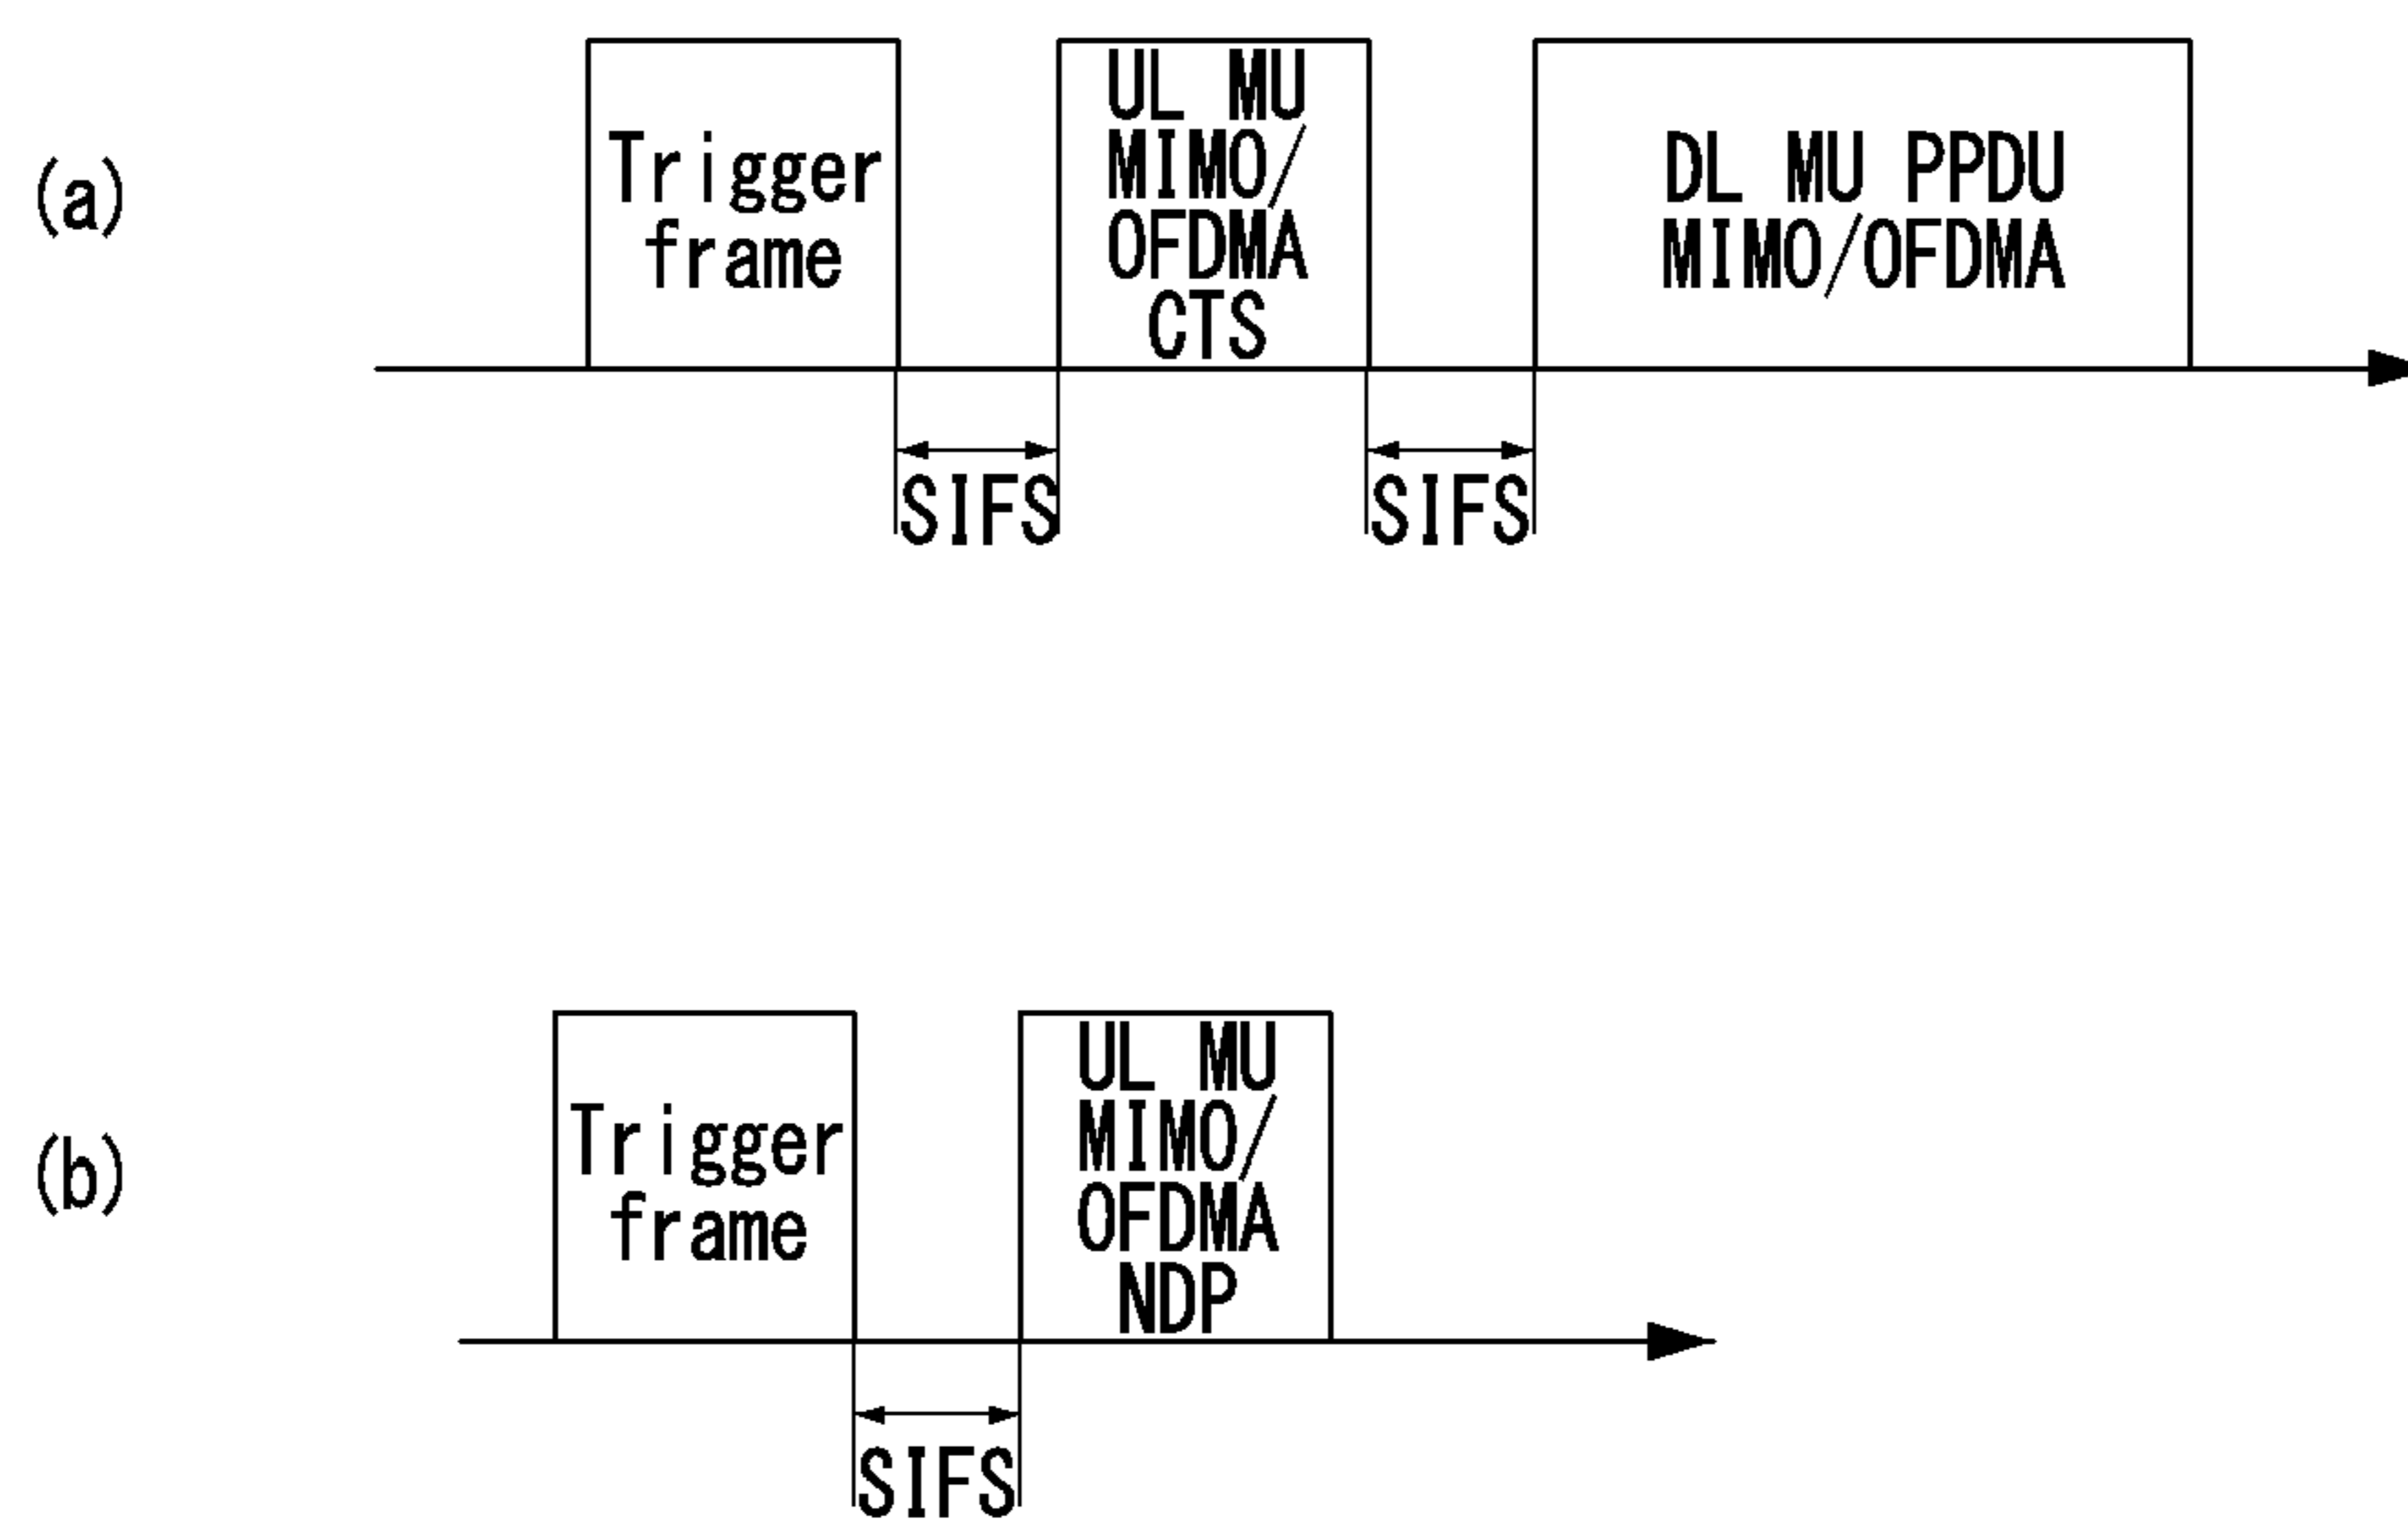 (a)
Trigger
frame
UL MU
MIMO/
OFDMA
CTS
DL MU PPDU
MIMO/OFDMA
SIFS
SIFS
(b)
Trigger
frame
UL MU
MIMO/
OFDMA
NDP
SIFS